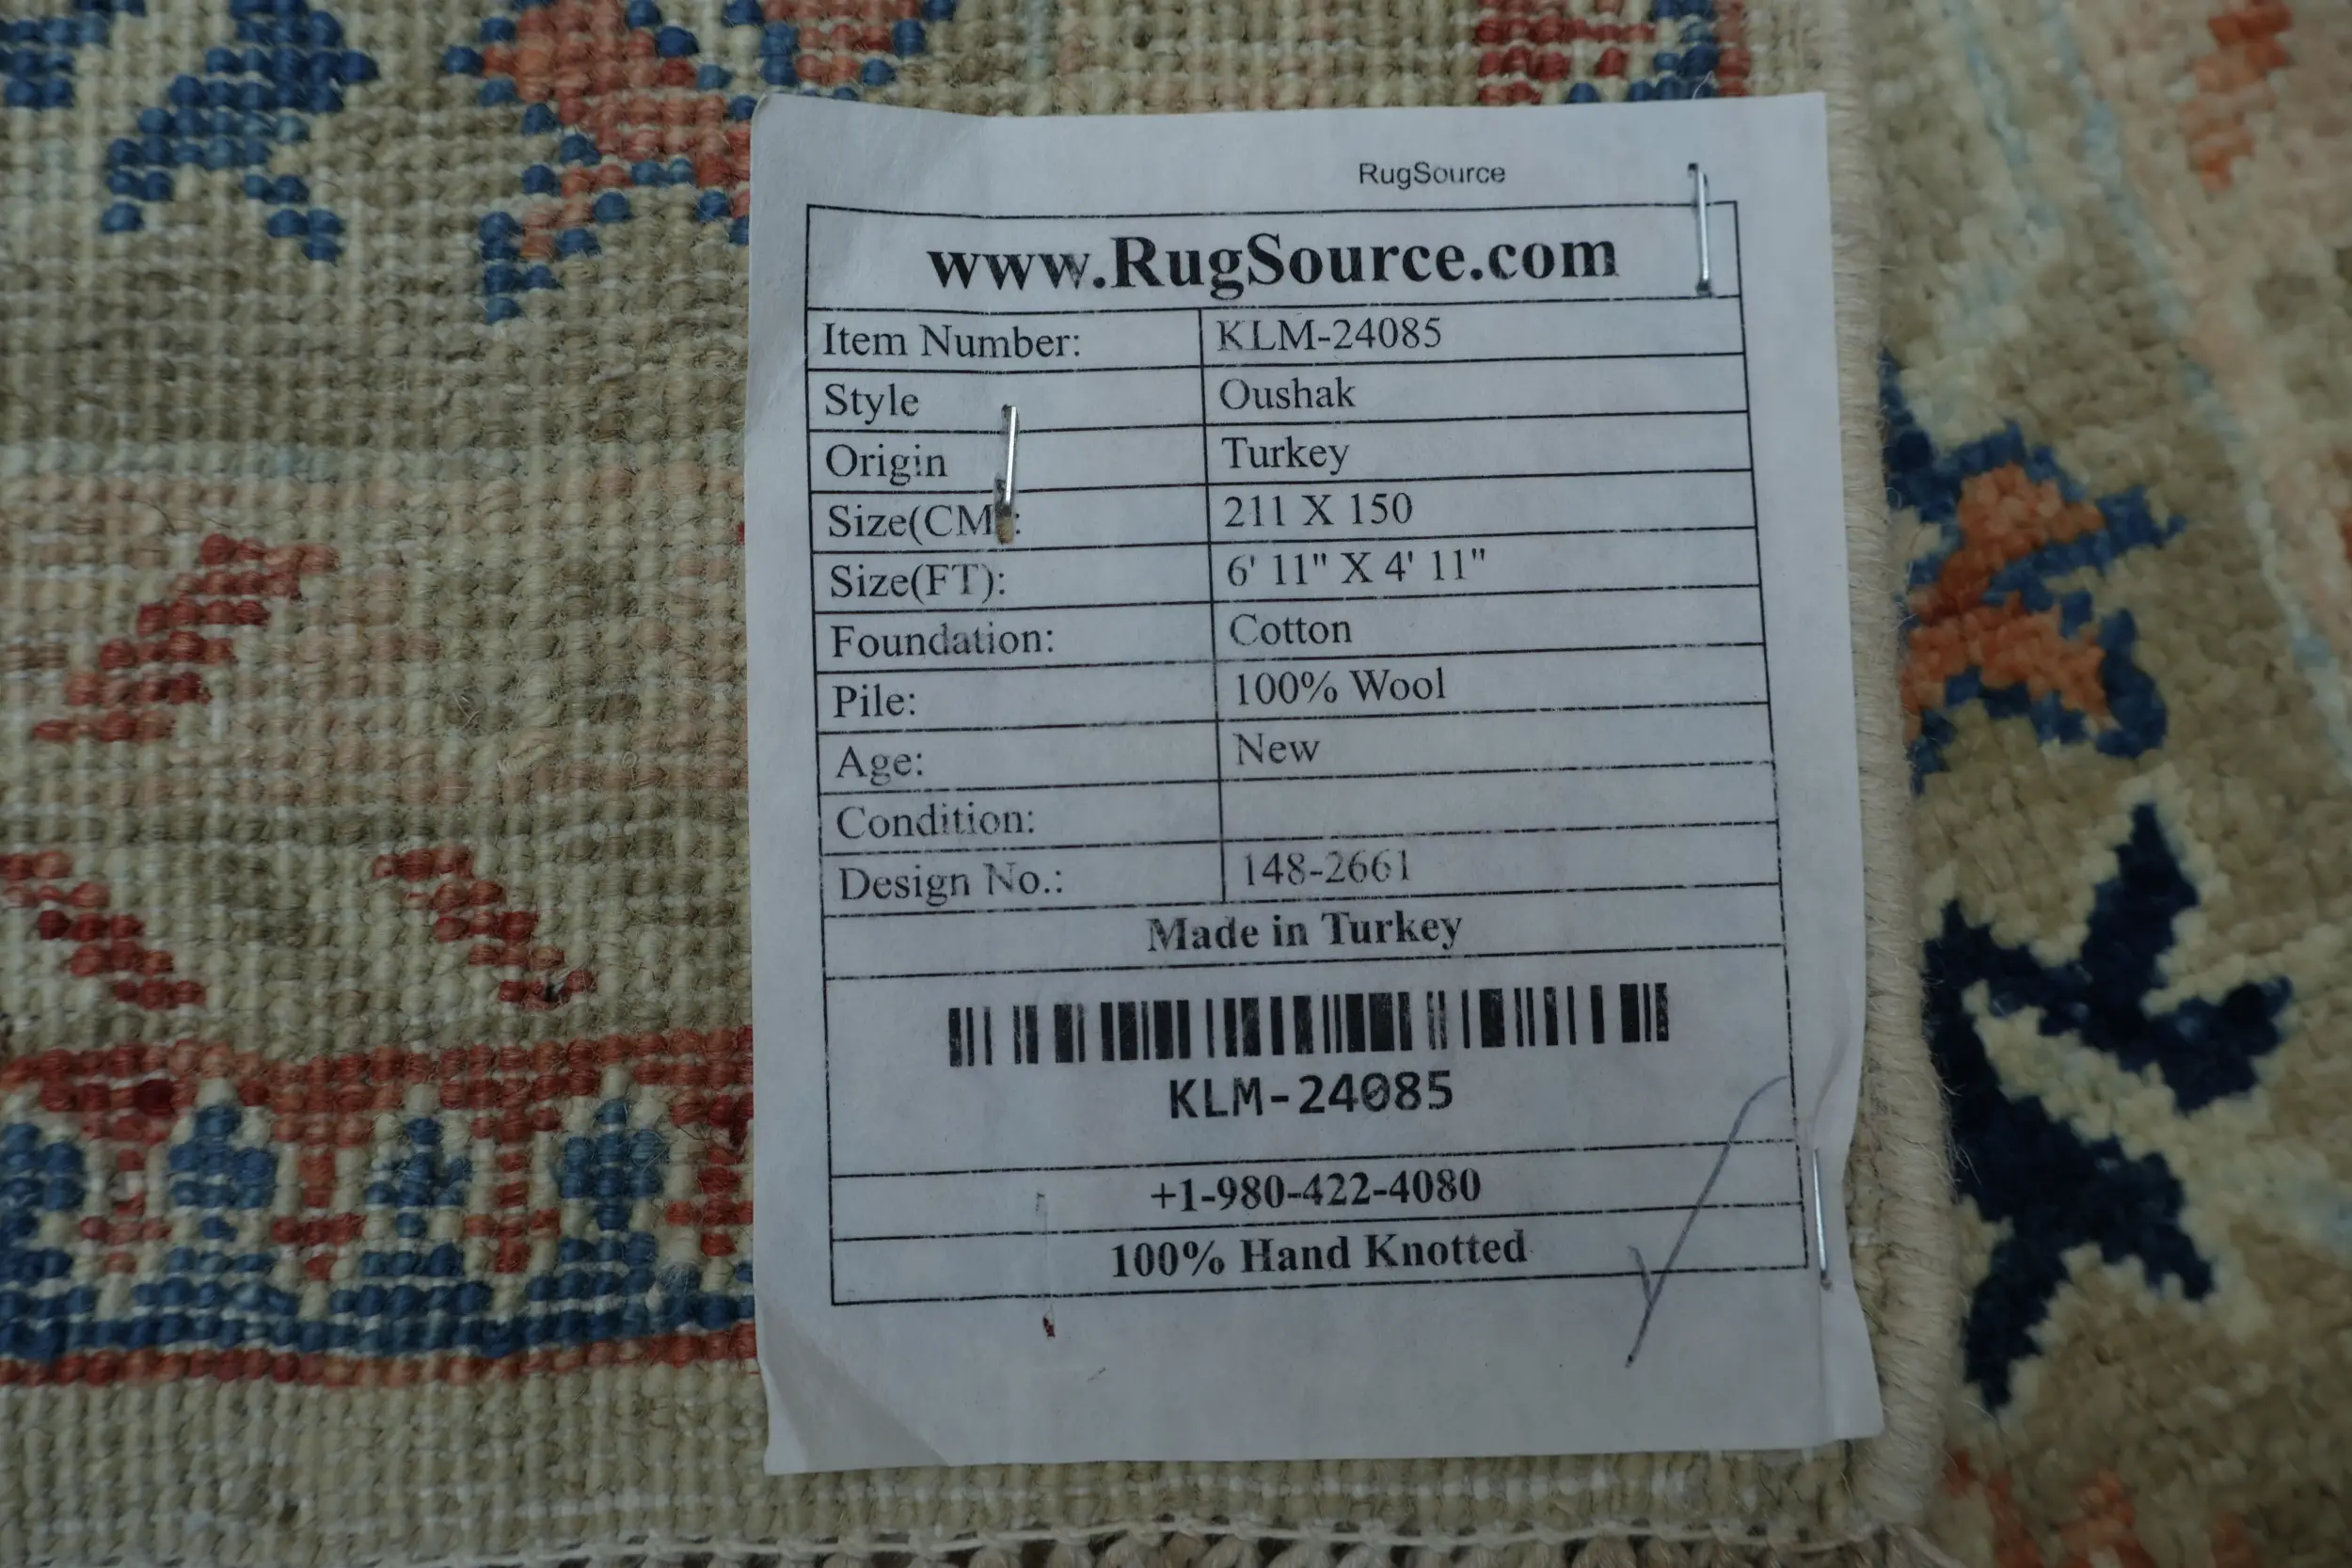 RugSource
www.RugSource.com
Item Number: KLM-24085
Style Oushak
Origin Turkey
Size(CM): 211 X 150
Size(FT): 6' 11" X 4' 11"
Foundation: Cotton
Pile: 100% Wool
Age: New
Condition:
Design No.: 148-2661
Made in Turkey
KLM-24085
+1-980-422-4080
100% Hand Knotted